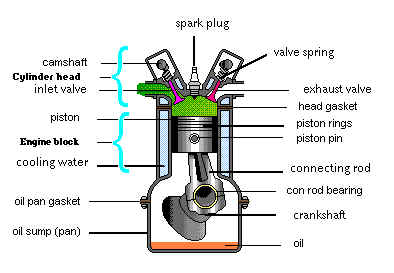 spark plug
camshaft
valve spring
Cylinder head
inlet valve
exhaust valve
head gasket
piston
piston rings
Engine block
piston pin
cooling water
connecting rod
con rod bearing
oil pan gasket
crankshaft
oil sump (pan)
oil